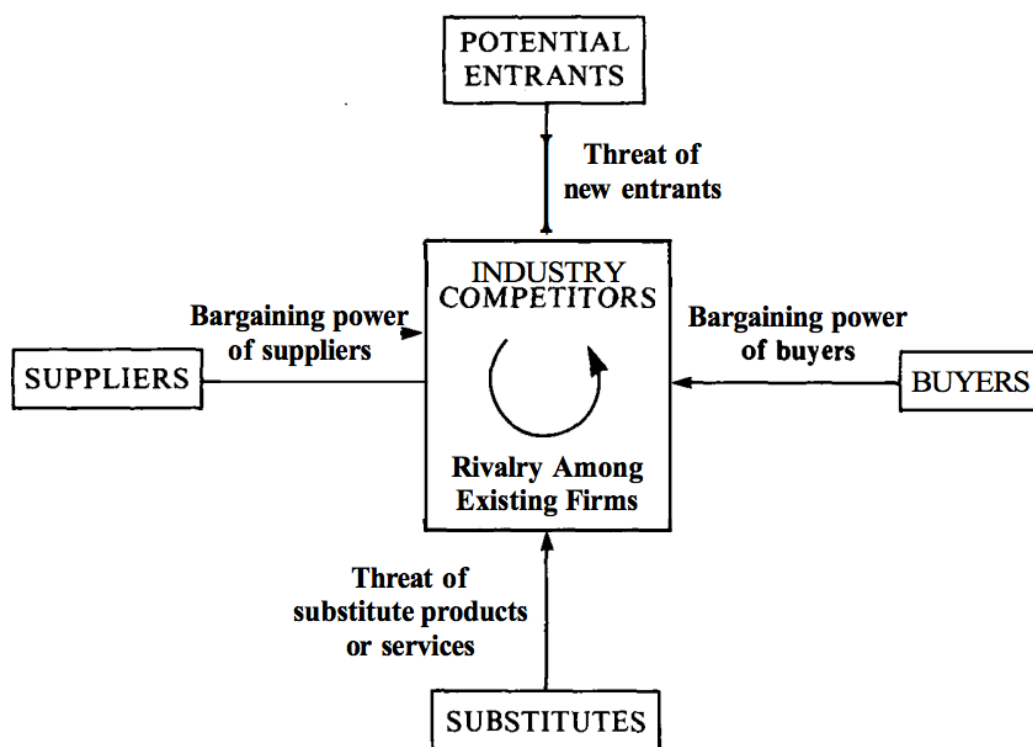 POTENTIAL
ENTRANTS
Threat of
new entrants
INDUSTRY
COMPETITORS
Bargaining power
of suppliers
Bargaining power
of buyers
SUPPLIERS
BUYERS
Rivalry Among
Existing Firms
Threat of
substitute products
or services
SUBSTITUTES